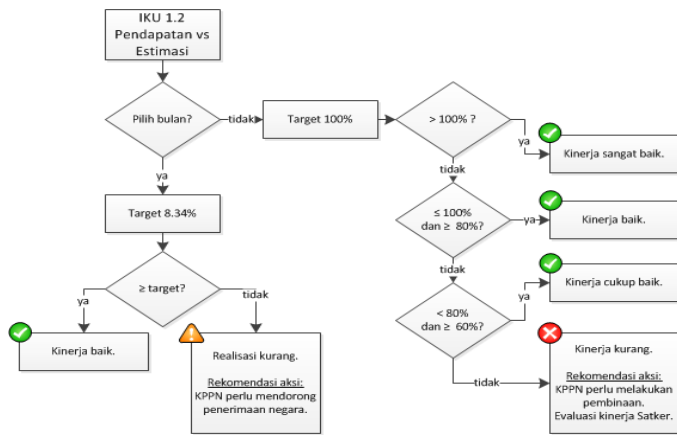 IKU 1.2
Pendapatan vs
Estimasi
Pilih bulan?
tidak
Target 100%
> 100% ?
ya
Kinerja sangat baik.
tidak
ya
Target 8.34%
≤ 100%
dan ≥ 80%?
ya
Kinerja baik.
tidak
≥ target?
ya
tidak
< 80%
dan ≥ 60%?
ya
Kinerja cukup baik.
Kinerja baik.
Realisasi kurang.
Rekomendasi aksi:
KPPN perlu mendorong
penerimaan negara.
tidak
Kinerja kurang.
Rekomendasi aksi:
KPPN perlu melakukan
pembinaan.
Evaluasi kinerja Satker.